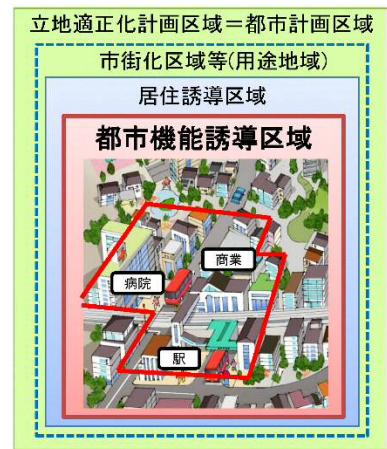 立地適正化計画区域＝都市計画区域
市街化区域等(用途地域)
居住誘導区域
都市機能誘導区域
商業
病院
駅